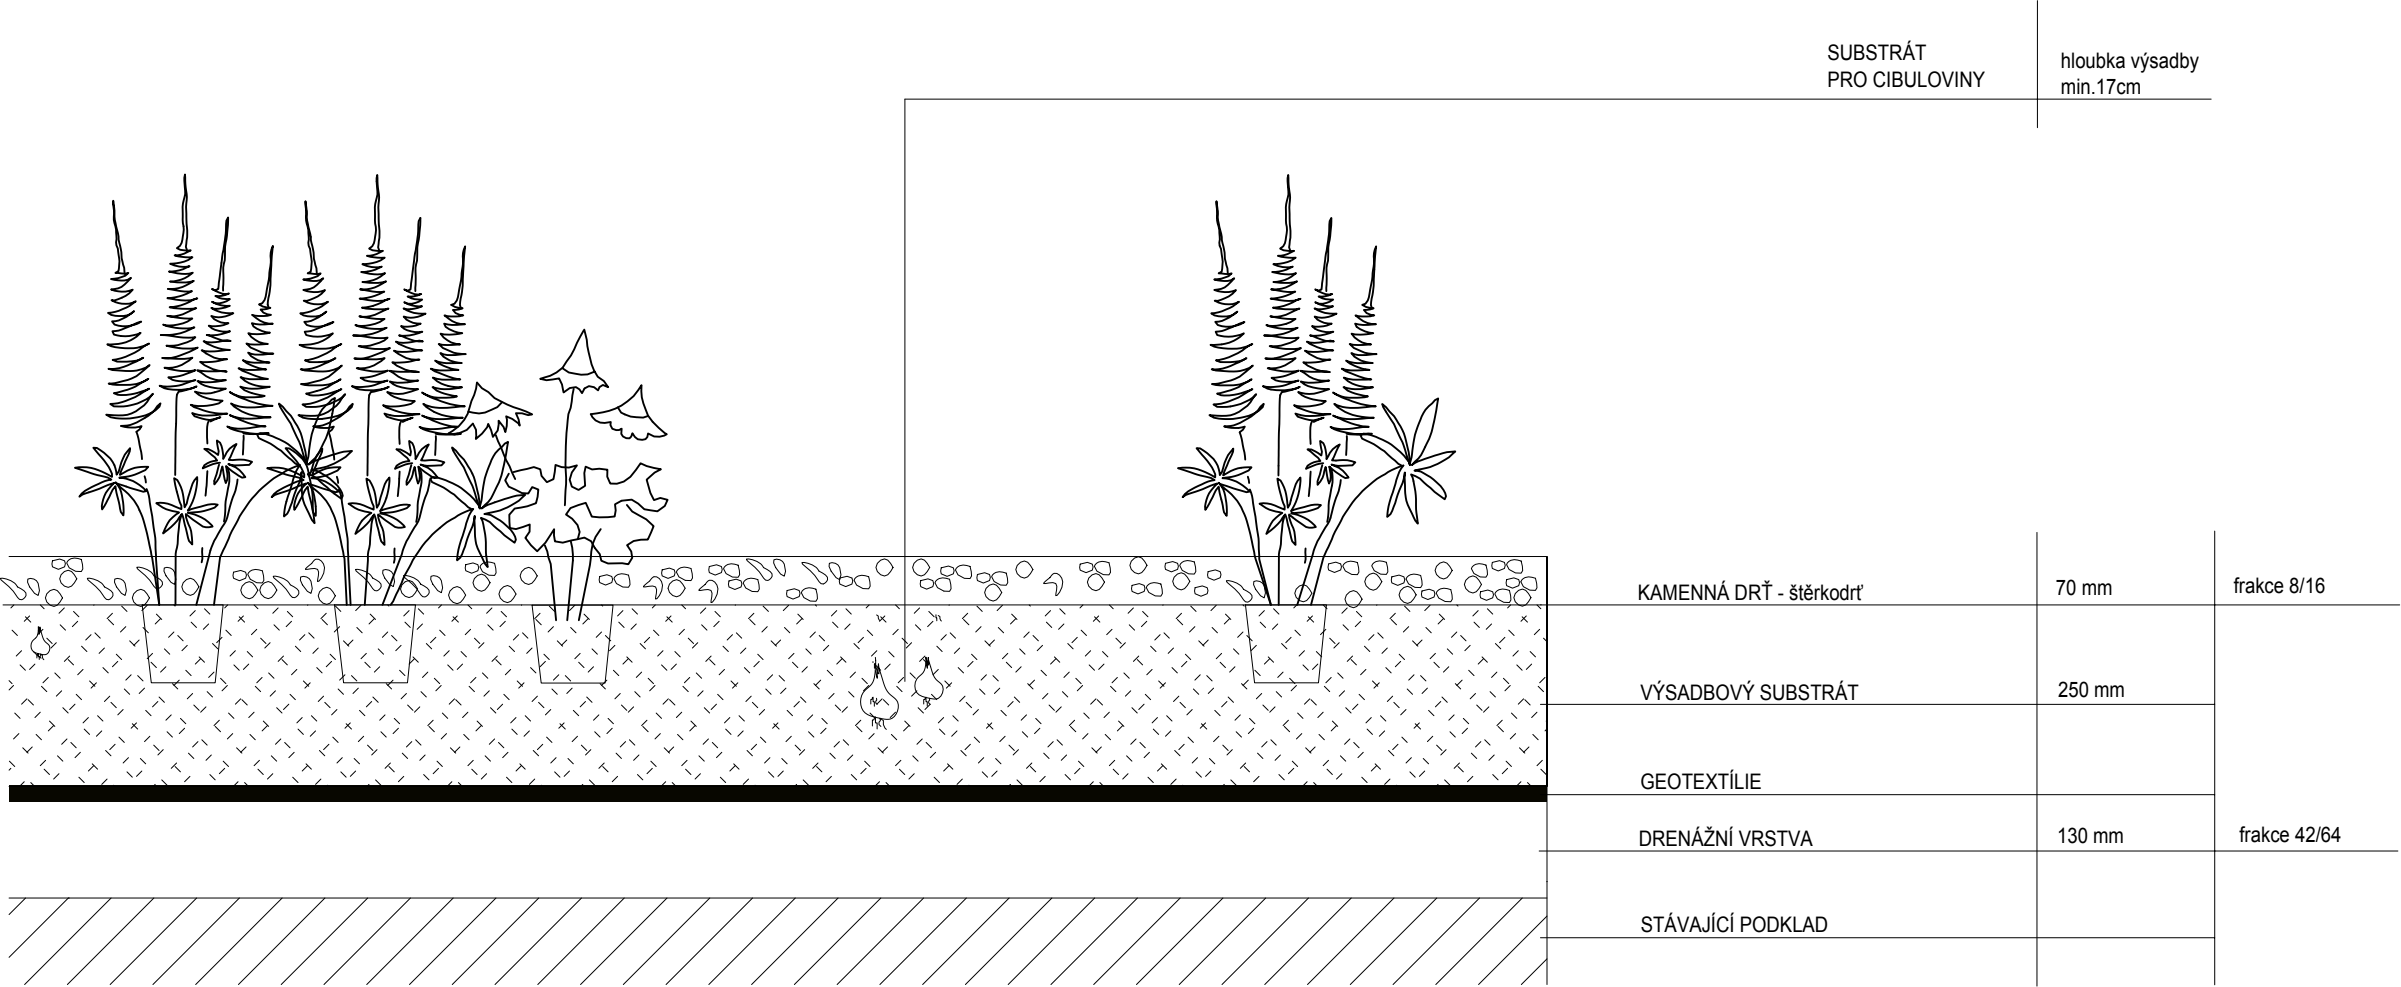 SUBSTRÁT
PRO CIBULOVINY
hloubka výsadby
min.17cm
KAMENNÁ DRŤ - štěrkodrť
70 mm
frakce 8/16
VÝSADBOVÝ SUBSTRÁT
250 mm
GEOTEXTÍLIE
DRENÁŽNÍ VRSTVA
130 mm
frakce 42/64
STÁVAJÍCÍ PODKLAD